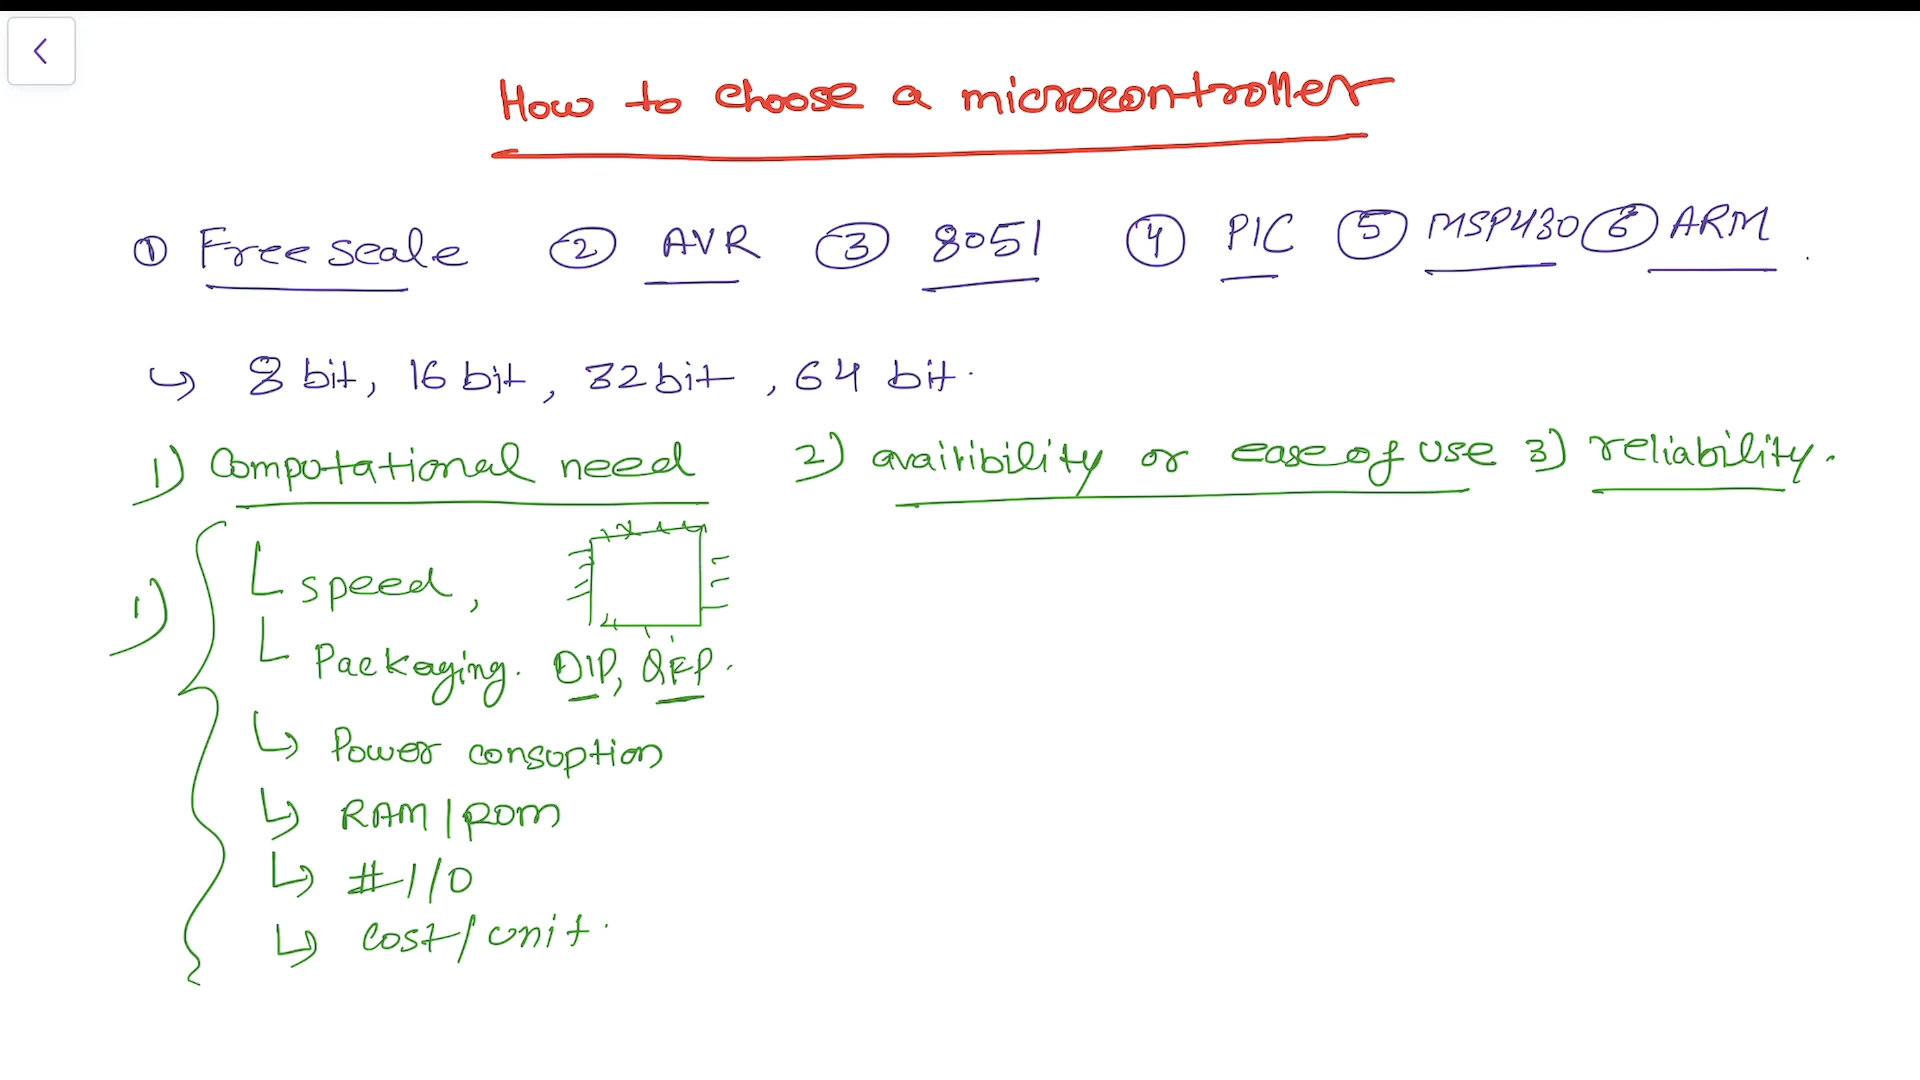 How to choose a microcontroller
① Free scale ② AVR ③ 8051 ④ PIC ⑤ MSP430 ⑥ ARM
↳ 8 bit, 16 bit, 32 bit, 64 bit.
1) Computational need 2) avairibility or ease of use 3) reliability.
1)
speed,
Packaging. DIP, QFP.
↳ Power consuption
↳ RAM | ROM
↳ # I/O
↳ Cost/unit.